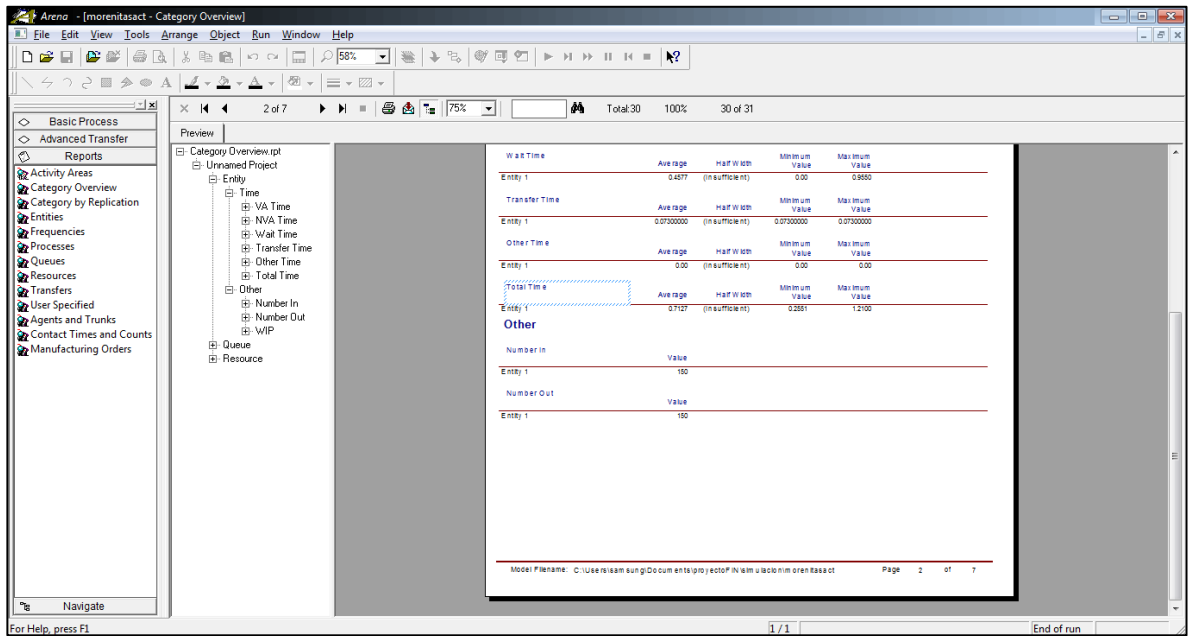 Arena - [morenitasact - Category Overview]
File Edit View Tools Arrange Object Run Window Help
58%
2 of 7 75% Total:30 100% 30 of 31
Basic Process
Advanced Transfer
Reports
Activity Areas
Category Overview
Category by Replication
Entities
Frequencies
Processes
Queues
Resources
Transfers
User Specified
Agents and Trunks
Contact Times and Counts
Manufacturing Orders
Navigate
Preview
Category Overview.rpt
Unnamed Project
Entity
Time
VA Time
NVA Time
Wait Time
Transfer Time
Other Time
Total Time
Other
Number In
Number Out
WIP
Queue
Resource
Wait Time Average Half Width Minimum Value Maximum Value
Entity 1 0.4577 (Insufficient) 0.00 0.9550
Transfer Time Average Half Width Minimum Value Maximum Value
Entity 1 0.07300000 (Insufficient) 0.07300000 0.07300000
Other Time Average Half Width Minimum Value Maximum Value
Entity 1 0.00 (Insufficient) 0.00 0.00
Total Time Average Half Width Minimum Value Maximum Value
Entity 1 0.7127 (Insufficient) 0.2551 1.2100
Other
Number In Value
Entity 1 150
Number Out Value
Entity 1 150
Model Filename: C:\Users\samsung\Documents\proyectoFIN\simulacion\morenitasact Page 2 of 7
For Help, press F1 1/1 End of run